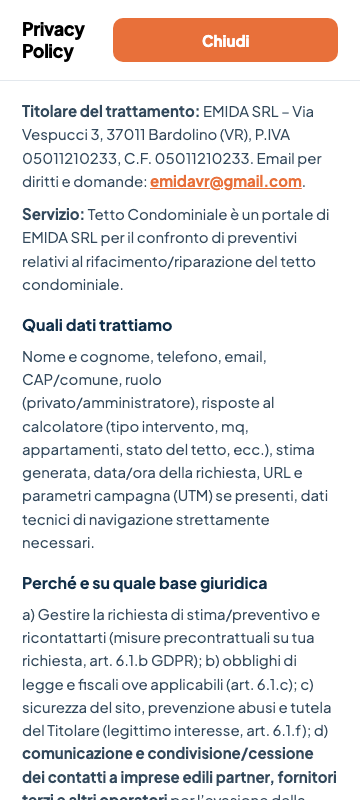 Privacy
Policy
Chiudi
Titolare del trattamento: EMIDA SRL – Via
Vespucci 3, 37011 Bardolino (VR), P.IVA
05011210233, C.F. 05011210233. Email per
diritti e domande: emidavr@gmail.com.
Servizio: Tetto Condominiale è un portale di
EMIDA SRL per il confronto di preventivi
relativi al rifacimento/riparazione del tetto
condominiale.
Quali dati trattiamo
Nome e cognome, telefono, email,
CAP/comune, ruolo
(privato/amministratore), risposte al
calcolatore (tipo intervento, mq,
appartamenti, stato del tetto, ecc.), stima
generata, data/ora della richiesta, URL e
parametri campagna (UTM) se presenti, dati
tecnici di navigazione strettamente
necessari.
Perché e su quale base giuridica
a) Gestire la richiesta di stima/preventivo e
ricontattarti (misure precontrattuali su tua
richiesta, art. 6.1.b GDPR); b) obblighi di
legge e fiscali ove applicabili (art. 6.1.c); c)
sicurezza del sito, prevenzione abusi e tutela
del Titolare (legittimo interesse, art. 6.1.f); d)
comunicazione e condivisione/cessione
dei contatti a imprese edili partner, fornitori
terzi e altri operatori per l'evasione della